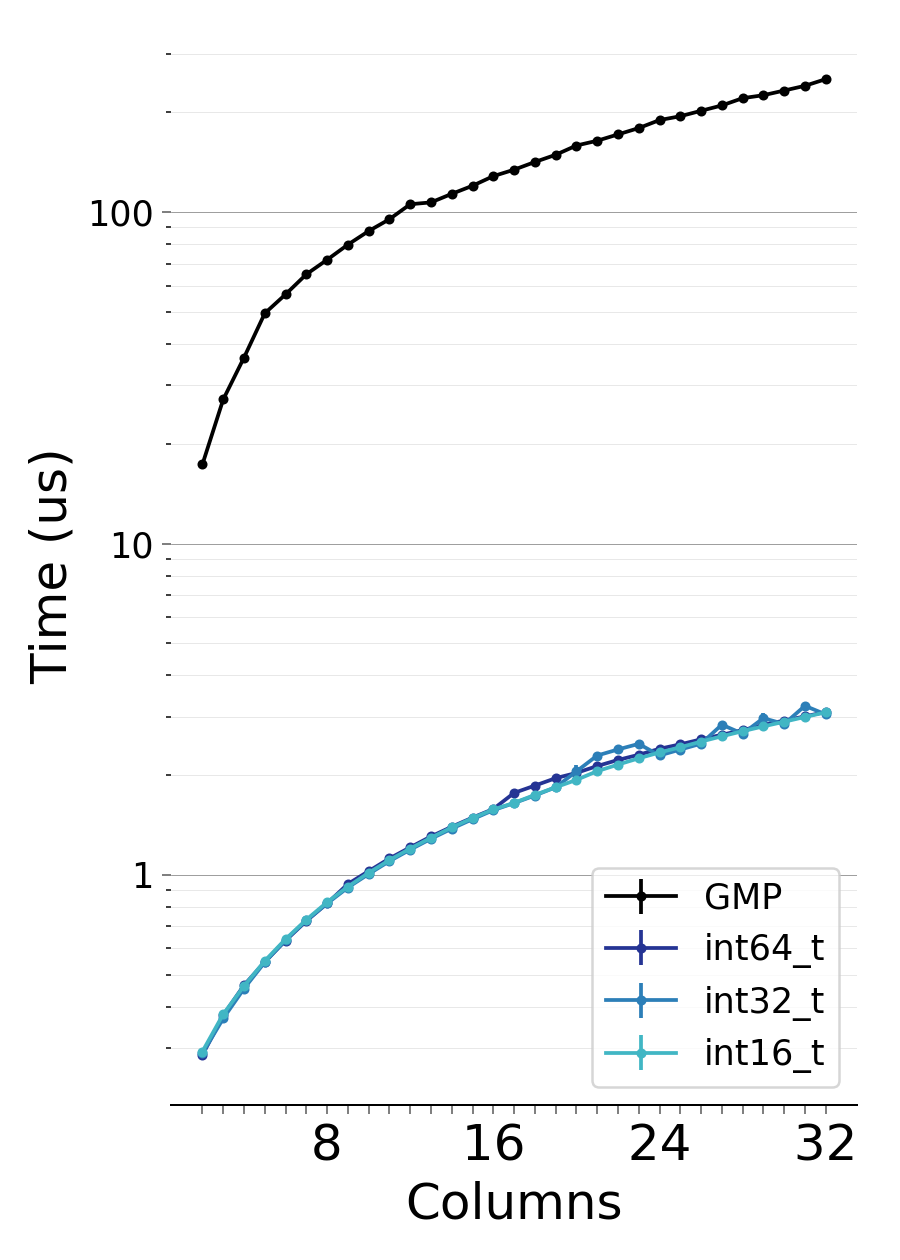 Time (us)
100
10
1
GMP
int64_t
int32_t
int16_t
8 16 24 32
Columns